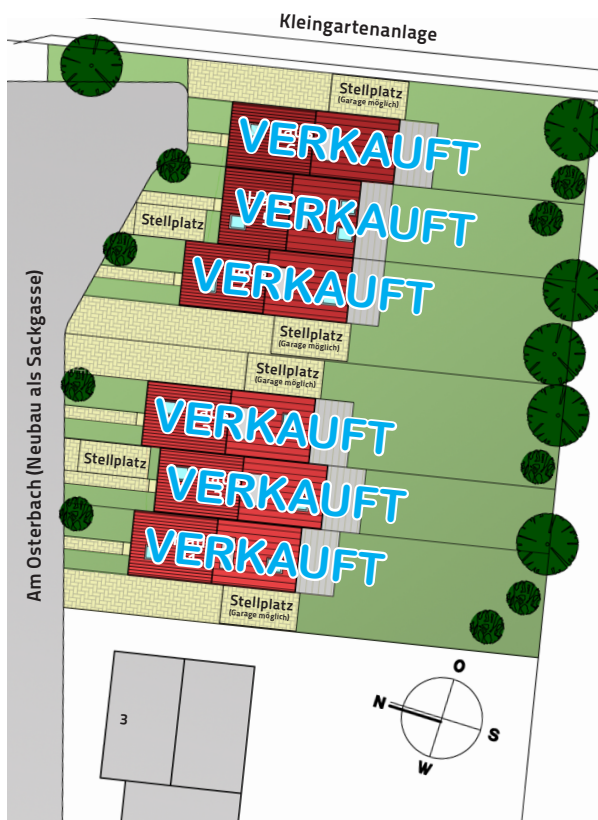 Kleingartenanlage
Stellplatz
(Garage möglich)
VERKAUFT
VERKAUFT
Stellplatz
VERKAUFT
Stellplatz
(Garage möglich)
Stellplatz
(Garage möglich)
VERKAUFT
Stellplatz
VERKAUFT
VERKAUFT
Stellplatz
(Garage möglich)
Am Osterbach (Neubau als Sackgasse)
3
O
N
S
W